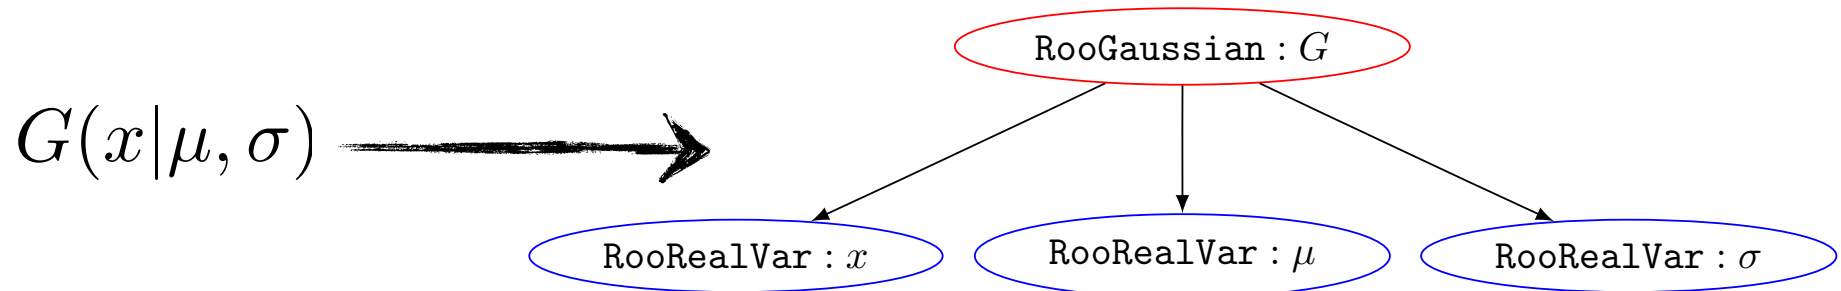 RooGaussian : G
G(x|μ, σ)
RooRealVar : x
RooRealVar : μ
RooRealVar : σ